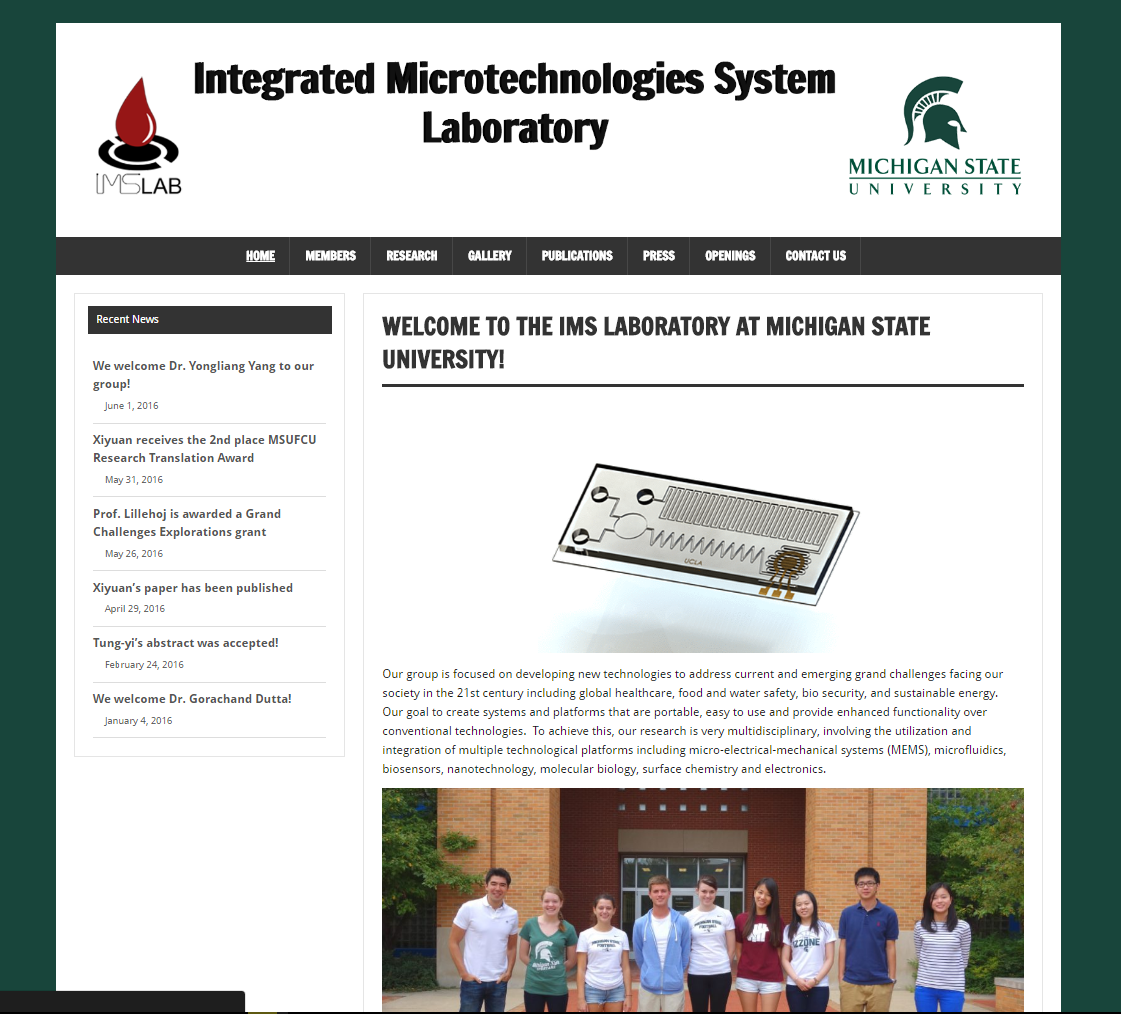 Integrated Microtechnologies System
Laboratory
iMSLAB
MICHIGAN STATE
UNIVERSITY
HOME
MEMBERS
RESEARCH
GALLERY
PUBLICATIONS
PRESS
OPENINGS
CONTACT US
Recent News
We welcome Dr. Yongliang Yang to our
group!
June 1, 2016
Xiyuan receives the 2nd place MSUFCU
Research Translation Award
May 31, 2016
Prof. Lillehoj is awarded a Grand
Challenges Explorations grant
May 26, 2016
Xiyuan’s paper has been published
April 29, 2016
Tung-yi’s abstract was accepted!
February 24, 2016
We welcome Dr. Gorachand Dutta!
January 4, 2016
WELCOME TO THE IMS LABORATORY AT MICHIGAN STATE
UNIVERSITY!
UCLA
Our group is focused on developing new technologies to address current and emerging grand challenges facing our
society in the 21st century including global healthcare, food and water safety, bio security, and sustainable energy.
Our goal to create systems and platforms that are portable, easy to use and provide enhanced functionality over
conventional technologies.  To achieve this, our research is very multidisciplinary, involving the utilization and
integration of multiple technological platforms including micro-electrical-mechanical systems (MEMS), microfluidics,
biosensors, nanotechnology, molecular biology, surface chemistry and electronics.